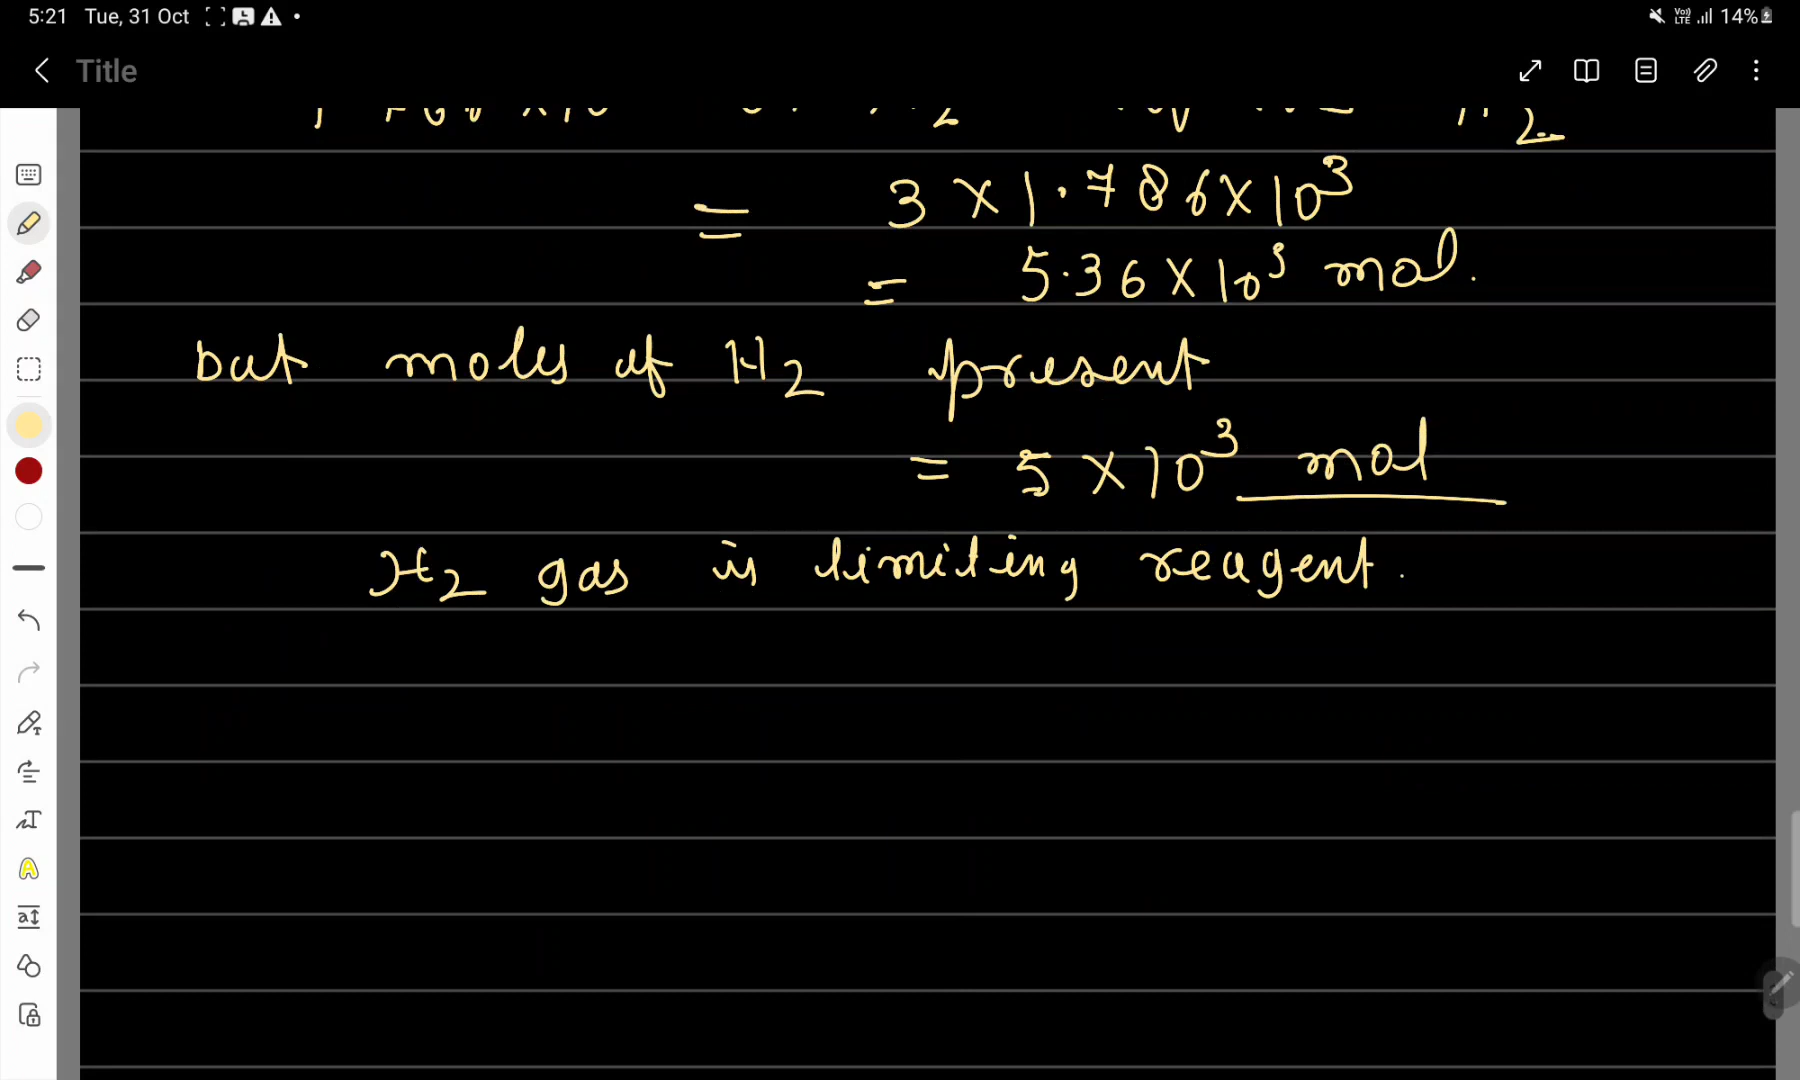 5:21 Tue, 31 Oct 14%
Title
= 3 × 1.786 × 10³
= 5.36 × 10³ mol.
but moles of H₂ present
= 5 × 10³ mol
H₂ gas is limiting reagent.